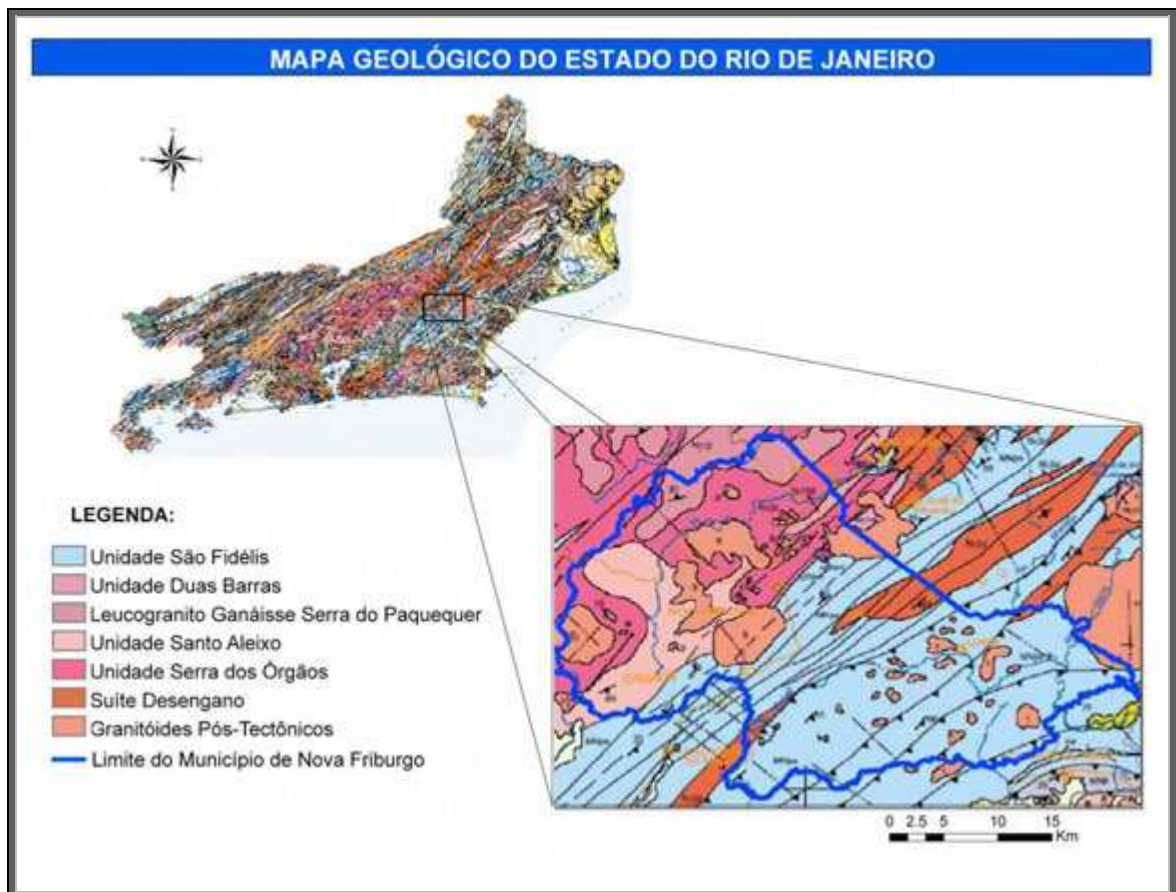 MAPA GEOLÓGICO DO ESTADO DO RIO DE JANEIRO
LEGENDA:
Unidade São Fidélis
Unidade Duas Barras
Leucogranito Ganáisse Serra do Paquequer
Unidade Santo Aleixo
Unidade Serra dos Órgãos
Suíte Desengano
Granitóides Pós-Tectônicos
Limite do Município de Nova Friburgo
0 2.5 5 10 15
Km